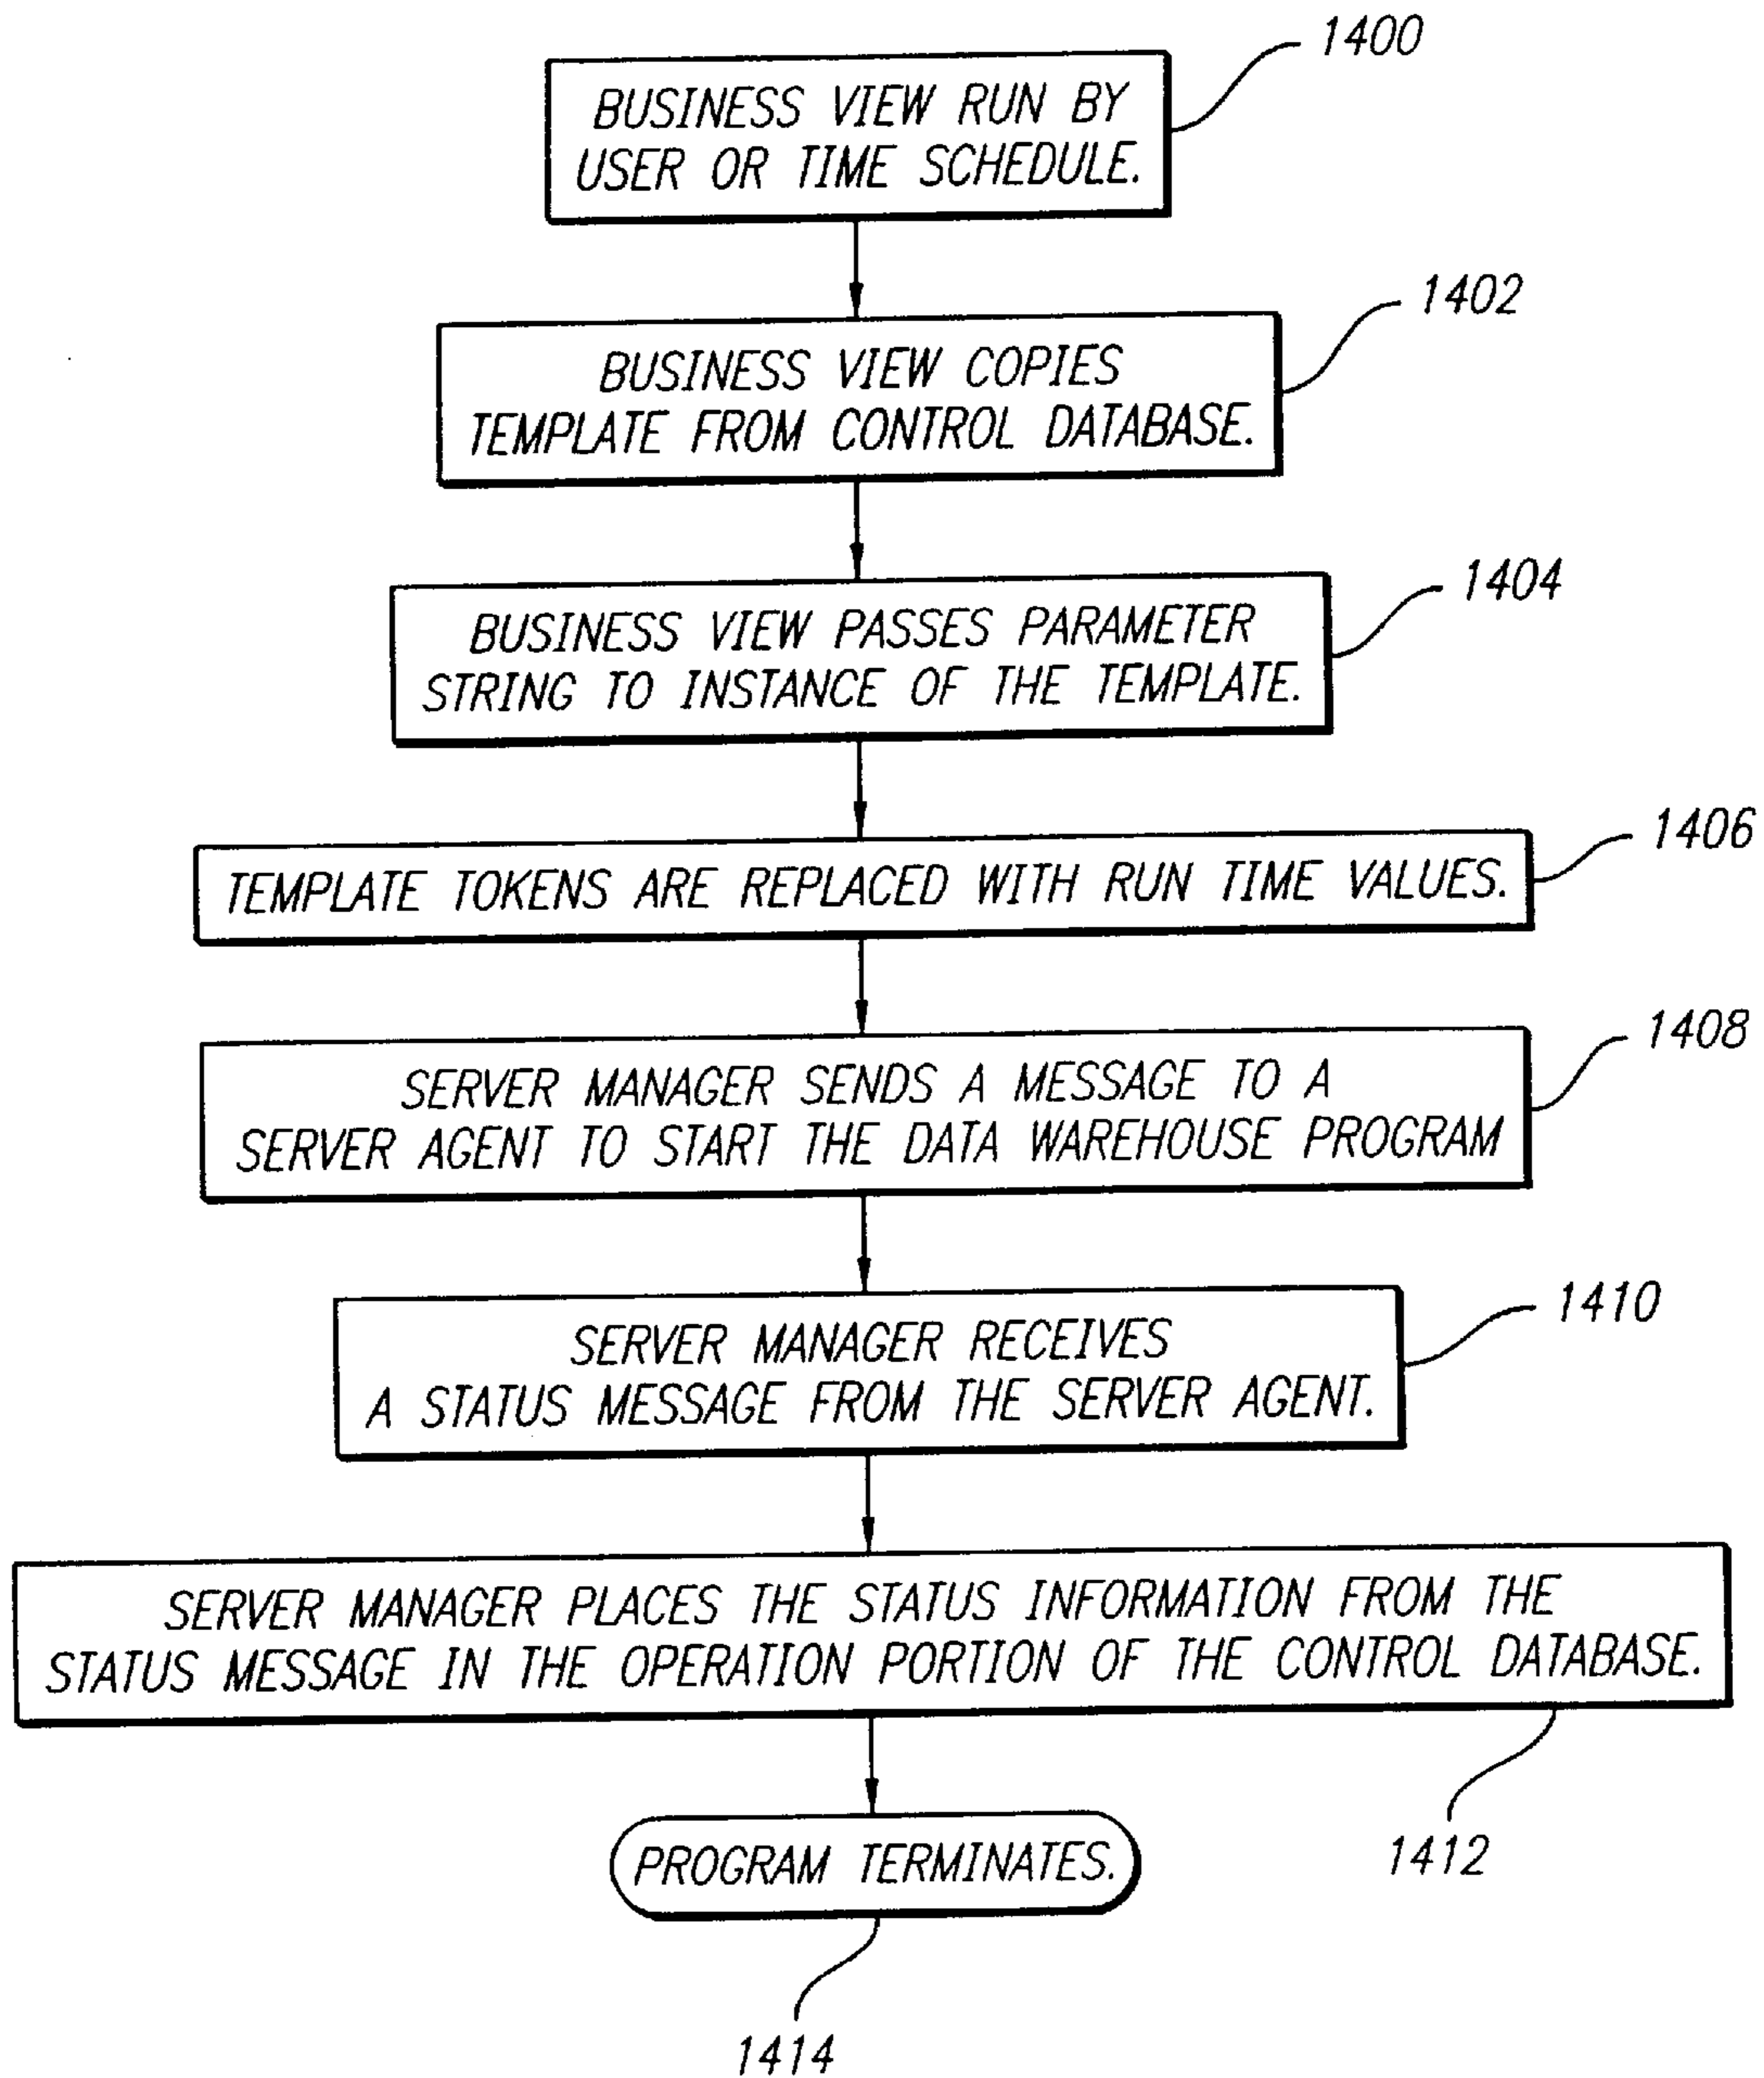 1400
BUSINESS VIEW RUN BY
USER OR TIME SCHEDULE.
1402
BUSINESS VIEW COPIES
TEMPLATE FROM CONTROL DATABASE.
1404
BUSINESS VIEW PASSES PARAMETER
STRING TO INSTANCE OF THE TEMPLATE.
1406
TEMPLATE TOKENS ARE REPLACED WITH RUN TIME VALUES.
1408
SERVER MANAGER SENDS A MESSAGE TO A
SERVER AGENT TO START THE DATA WAREHOUSE PROGRAM
1410
SERVER MANAGER RECEIVES
A STATUS MESSAGE FROM THE SERVER AGENT.
SERVER MANAGER PLACES THE STATUS INFORMATION FROM THE
STATUS MESSAGE IN THE OPERATION PORTION OF THE CONTROL DATABASE.
1412
PROGRAM TERMINATES.
1414